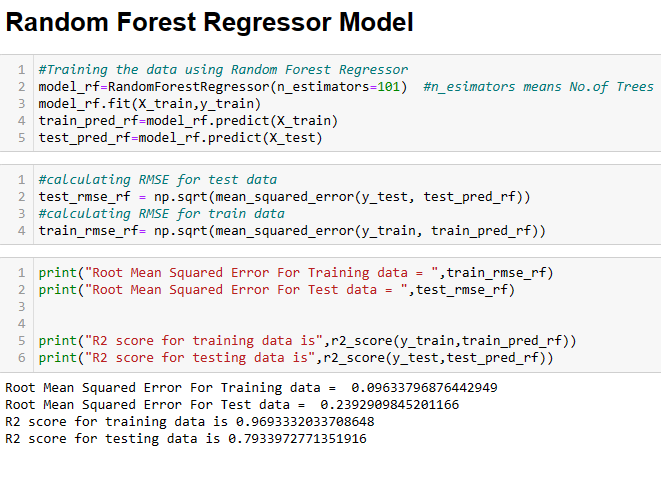 Random Forest Regressor Model
1 #Training the data using Random Forest Regressor
2 model_rf=RandomForestRegressor(n_estimators=101)  #n_esimators means No.of Trees
3 model_rf.fit(X_train,y_train)
4 train_pred_rf=model_rf.predict(X_train)
5 test_pred_rf=model_rf.predict(X_test)
1 #calculating RMSE for test data
2 test_rmse_rf = np.sqrt(mean_squared_error(y_test, test_pred_rf))
3 #calculating RMSE for train data
4 train_rmse_rf= np.sqrt(mean_squared_error(y_train, train_pred_rf))
1 print("Root Mean Squared Error For Training data = ",train_rmse_rf)
2 print("Root Mean Squared Error For Test data = ",test_rmse_rf)
3
4
5 print("R2 score for training data is",r2_score(y_train,train_pred_rf))
6 print("R2 score for testing data is",r2_score(y_test,test_pred_rf))
Root Mean Squared Error For Training data =  0.09633796876442949
Root Mean Squared Error For Test data =  0.2392909845201166
R2 score for training data is 0.9693332033708648
R2 score for testing data is 0.7933972771351916